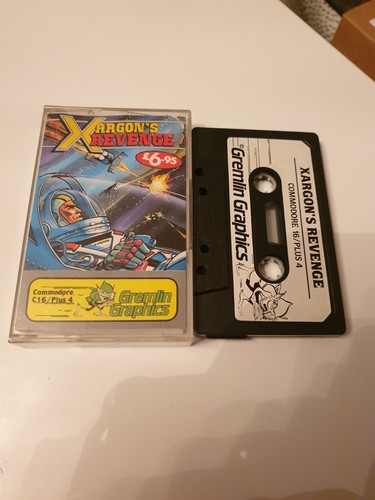 XARGON'S
REVENGE
£6.95
Commodore
C16/Plus 4
Gremlin
Graphics
XARGON'S REVENGE
COMMODORE 16/PLUS 4
Gremlin Graphics